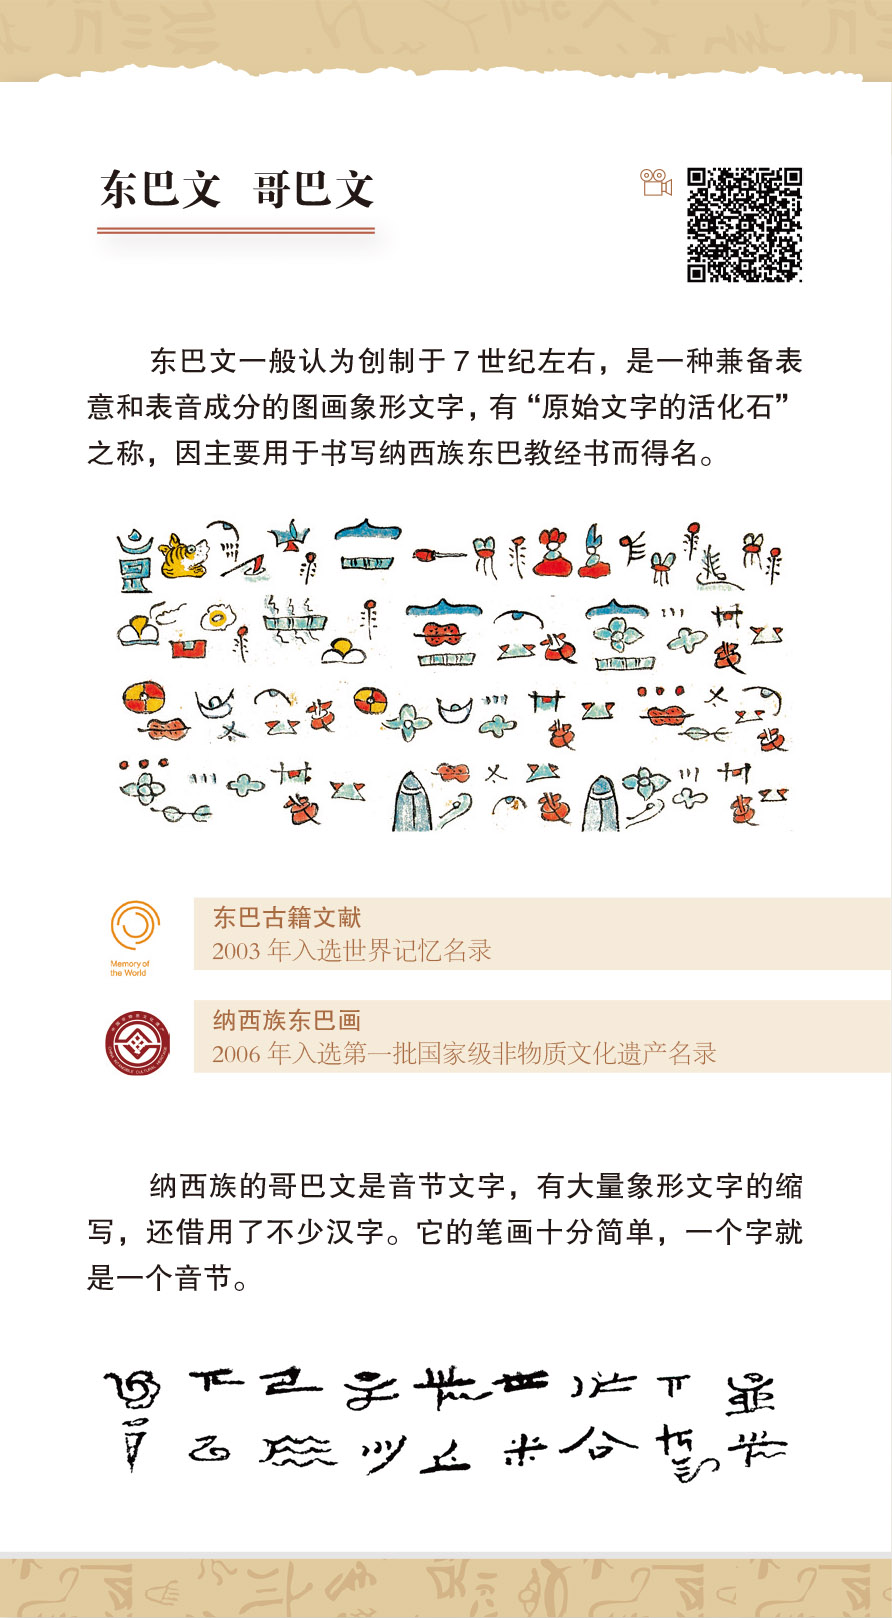 东巴文 哥巴文
东巴文一般认为创制于7世纪左右，是一种兼备表
意和表音成分的图画象形文字，有“原始文字的活化石”
之称，因主要用于书写纳西族东巴教经书而得名。
东巴古籍文献
2003 年入选世界记忆名录
Memory of
the World
纳西族东巴画
2006 年入选第一批国家级非物质文化遗产名录
纳西族的哥巴文是音节文字，有大量象形文字的缩
写，还借用了不少汉字。它的笔画十分简单，一个字就
是一个音节。